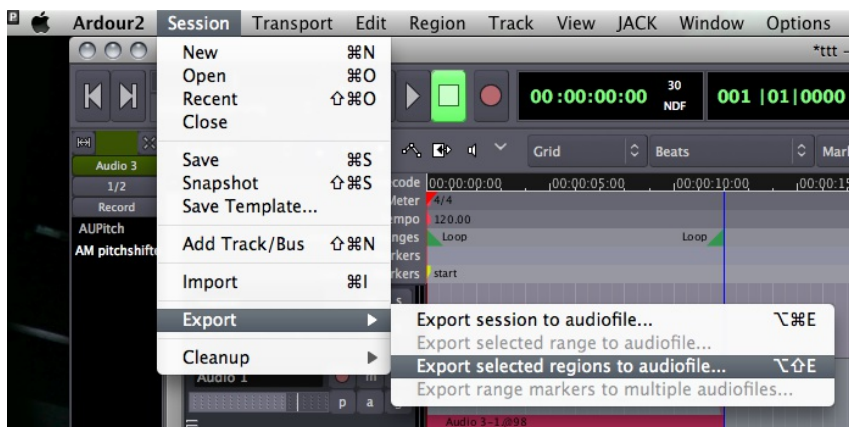 P Ardour2 Session Transport Edit Region Track View JACK Window Options
*ttt -
New ⌘N
Open ⌘O
Recent ⇧⌘O
Close
Save ⌘S
Snapshot ⇧⌘S
Save Template...
Add Track/Bus ⇧⌘N
Import ⌘I
Export
Cleanup
Export session to audiofile... ⌥⌘E
Export selected range to audiofile...
Export selected regions to audiofile... ⌥⇧E
Export range markers to multiple audiofiles...
00:00:00:00 30 NDF 001 |01|0000
Grid Beats Mar
Audio 3
1/2
Record
AUPitch
AM pitchshifte
code 00:00:00:00 00:00:05:00 00:00:10:00 00:00:1
Meter 4/4
mpo 120.00
nges Loop Loop
rkers
rkers start
s
Audio 1 m
p a
Audio 3-1.@98